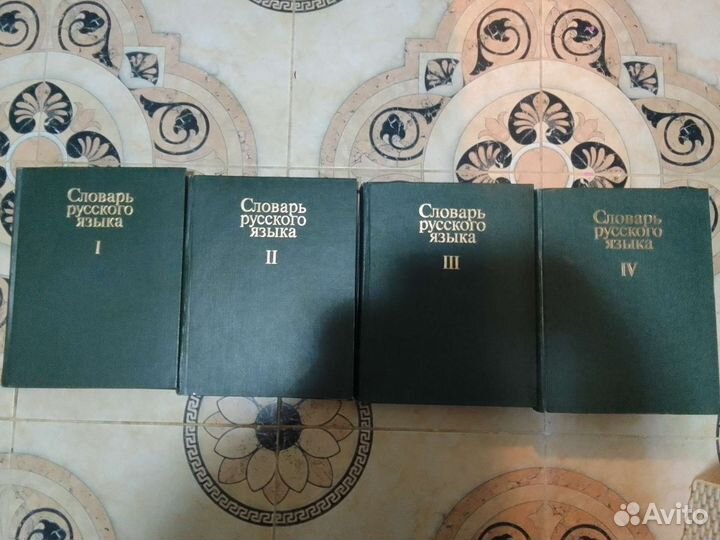 Словарь
русского
языка
I
Словарь
русского
языка
II
Словарь
русского
языка
III
Словарь
русского
языка
IV
Avito